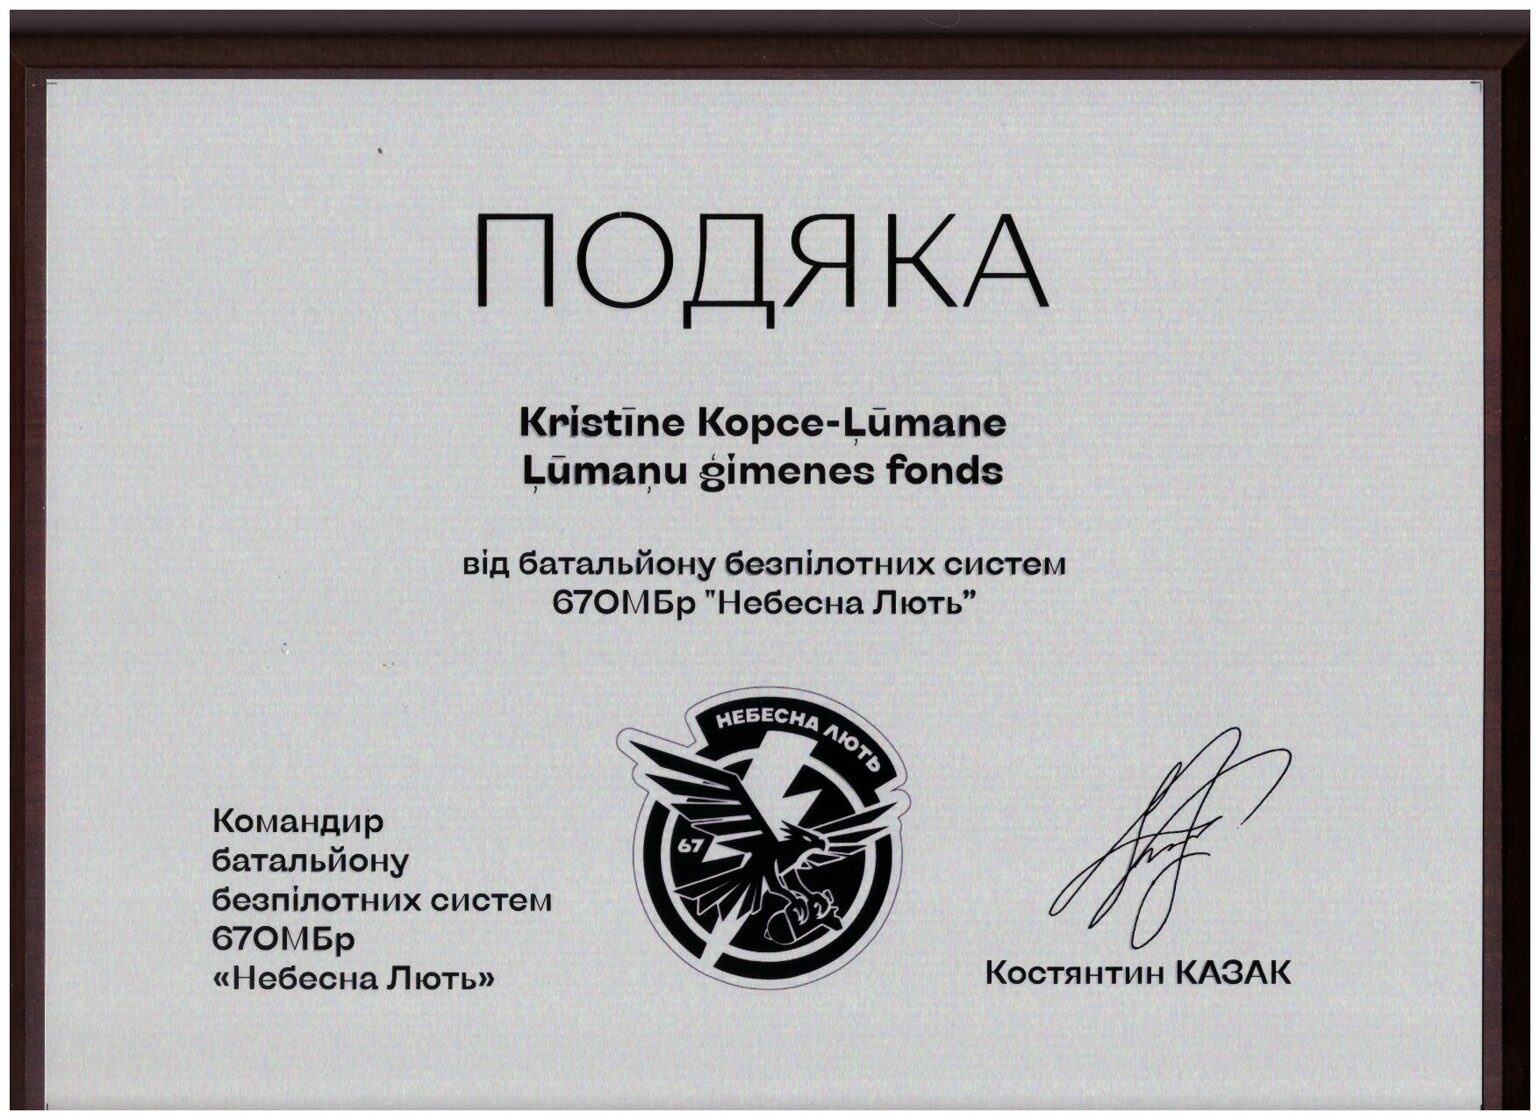 ПОДЯКА
Kristīne Kopce-Ļūmane
Ļūmaņu ģimenes fonds
від батальйону безпілотних систем
67ОМБр "Небесна Лють”
НЕБЕСНА ЛЮТЬ
67
Командир
батальйону
безпілотних систем
67ОМБр
«Небесна Лють»
Костянтин КАЗАК